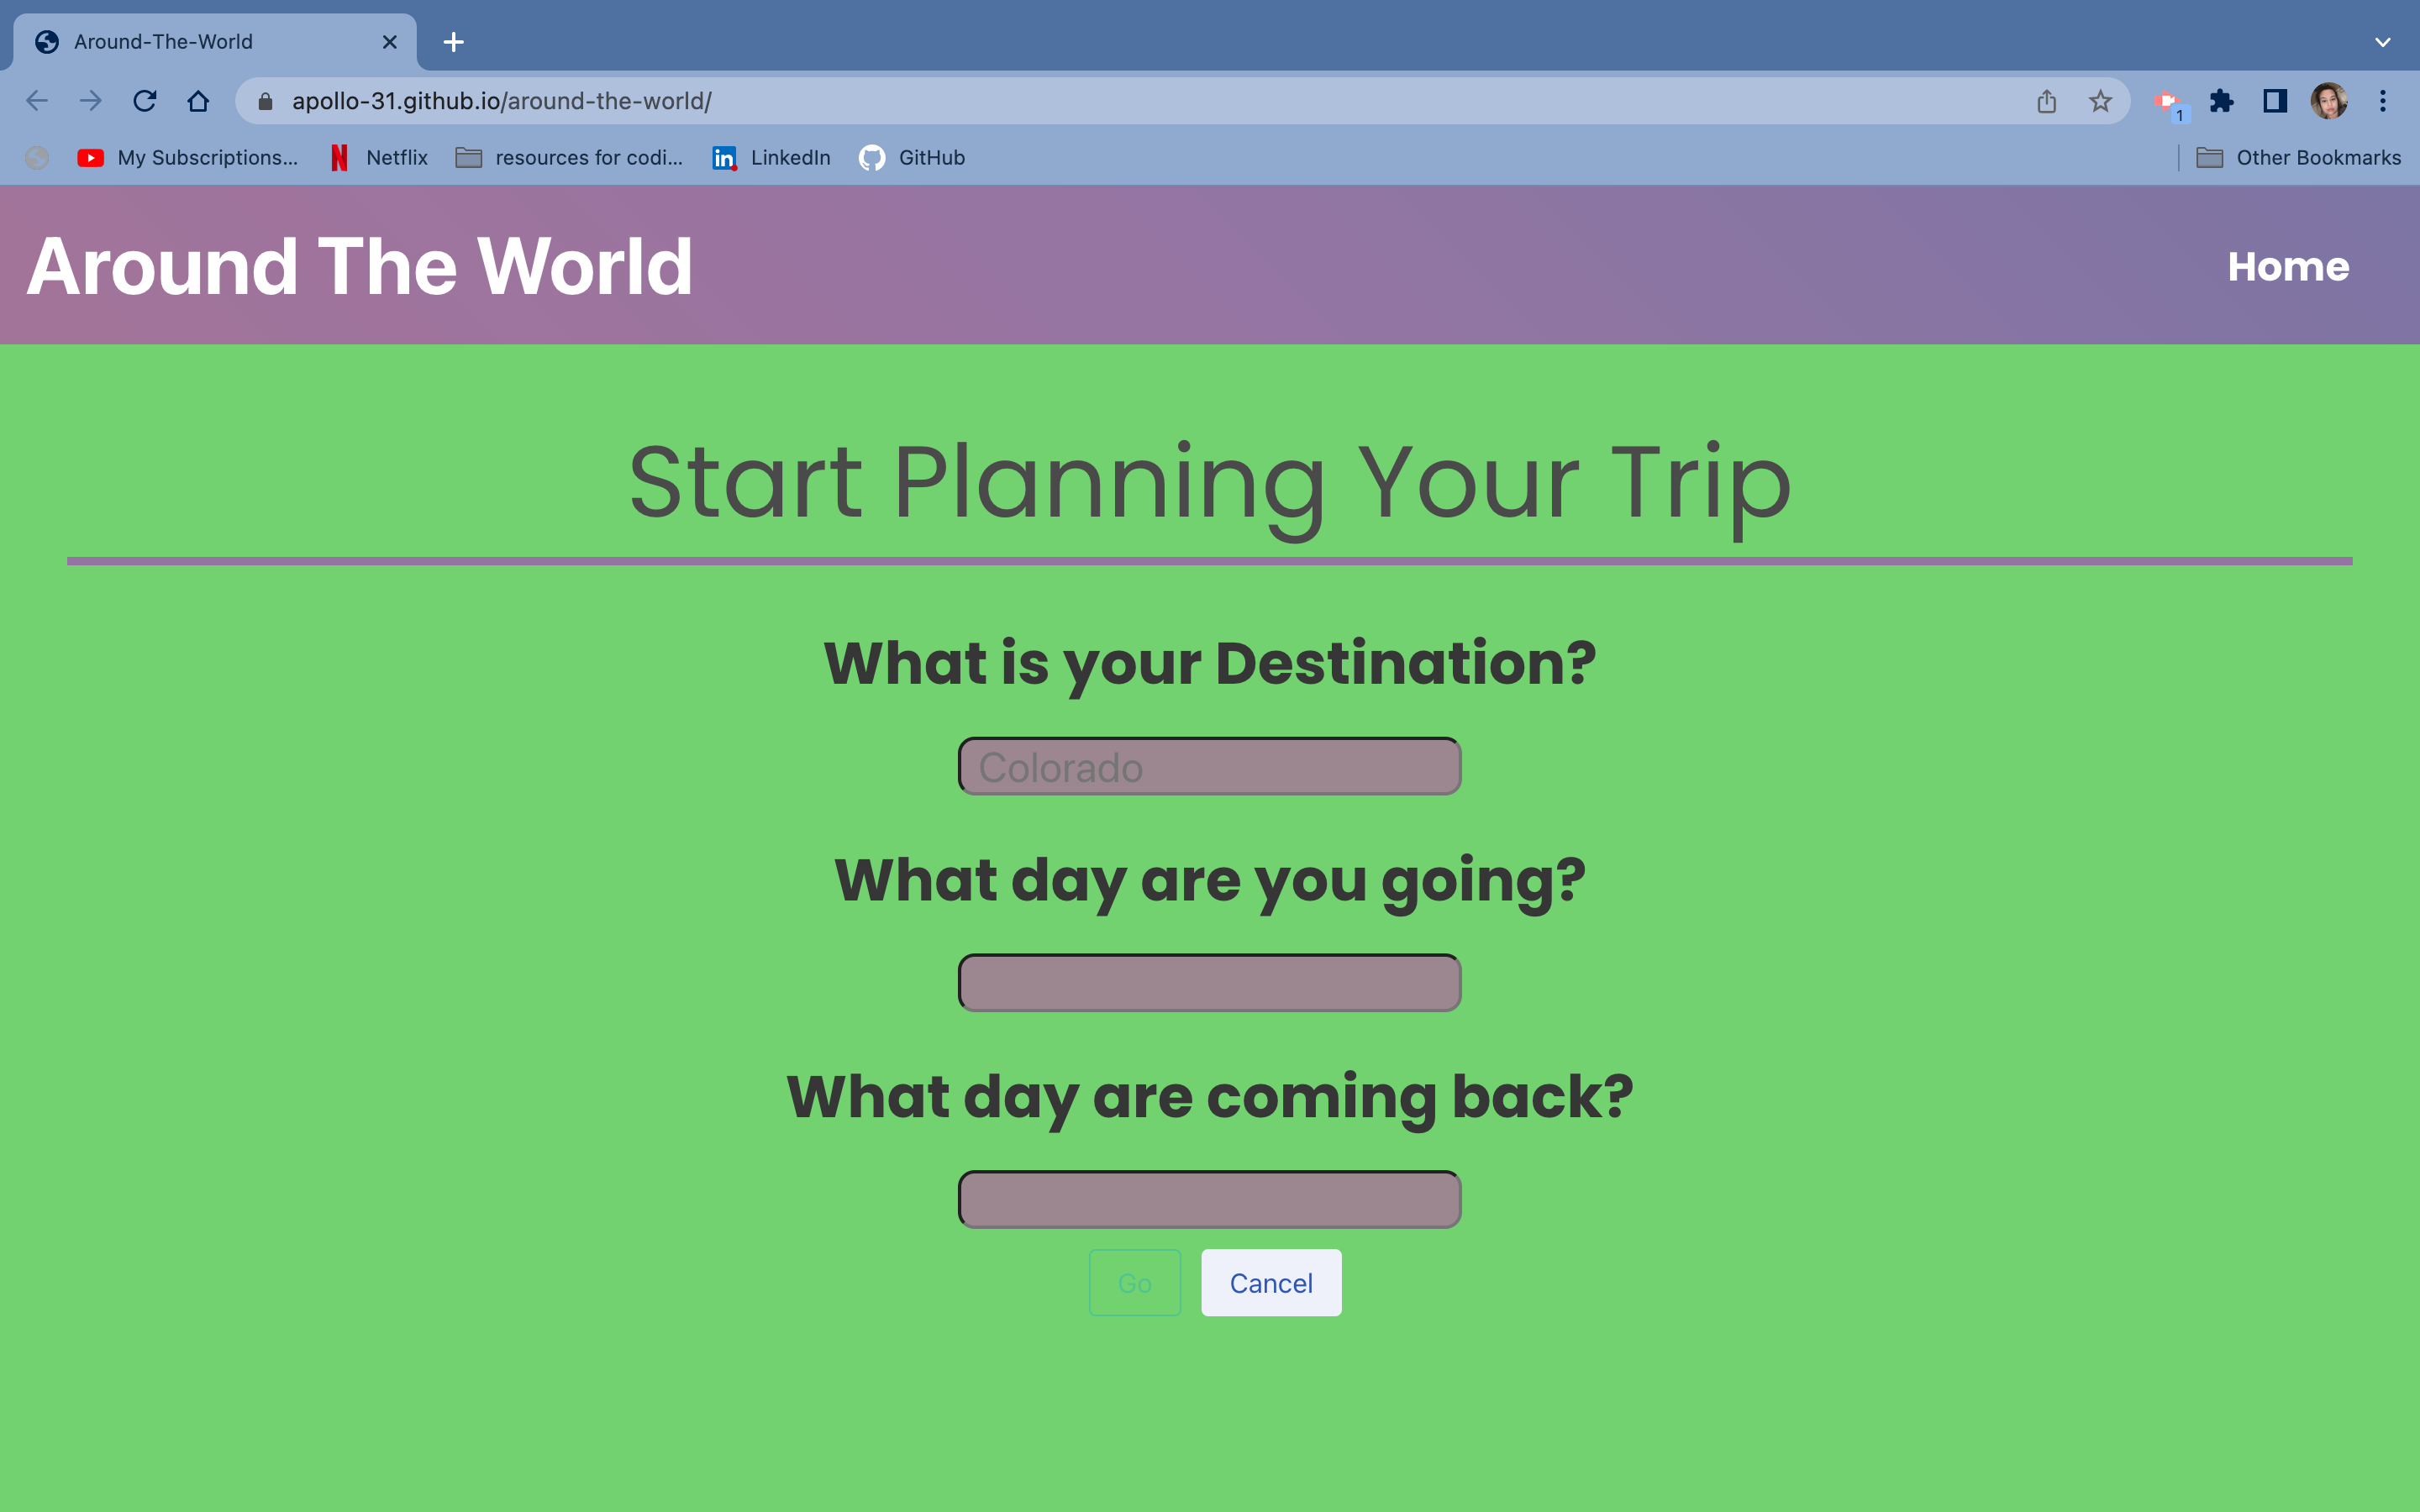 Around-The-World
apollo-31.github.io/around-the-world/
1
My Subscriptions...
Netflix
resources for codi...
LinkedIn
GitHub
Other Bookmarks
Around The World
Home
Start Planning Your Trip
What is your Destination?
Colorado
What day are you going?
What day are coming back?
Go
Cancel